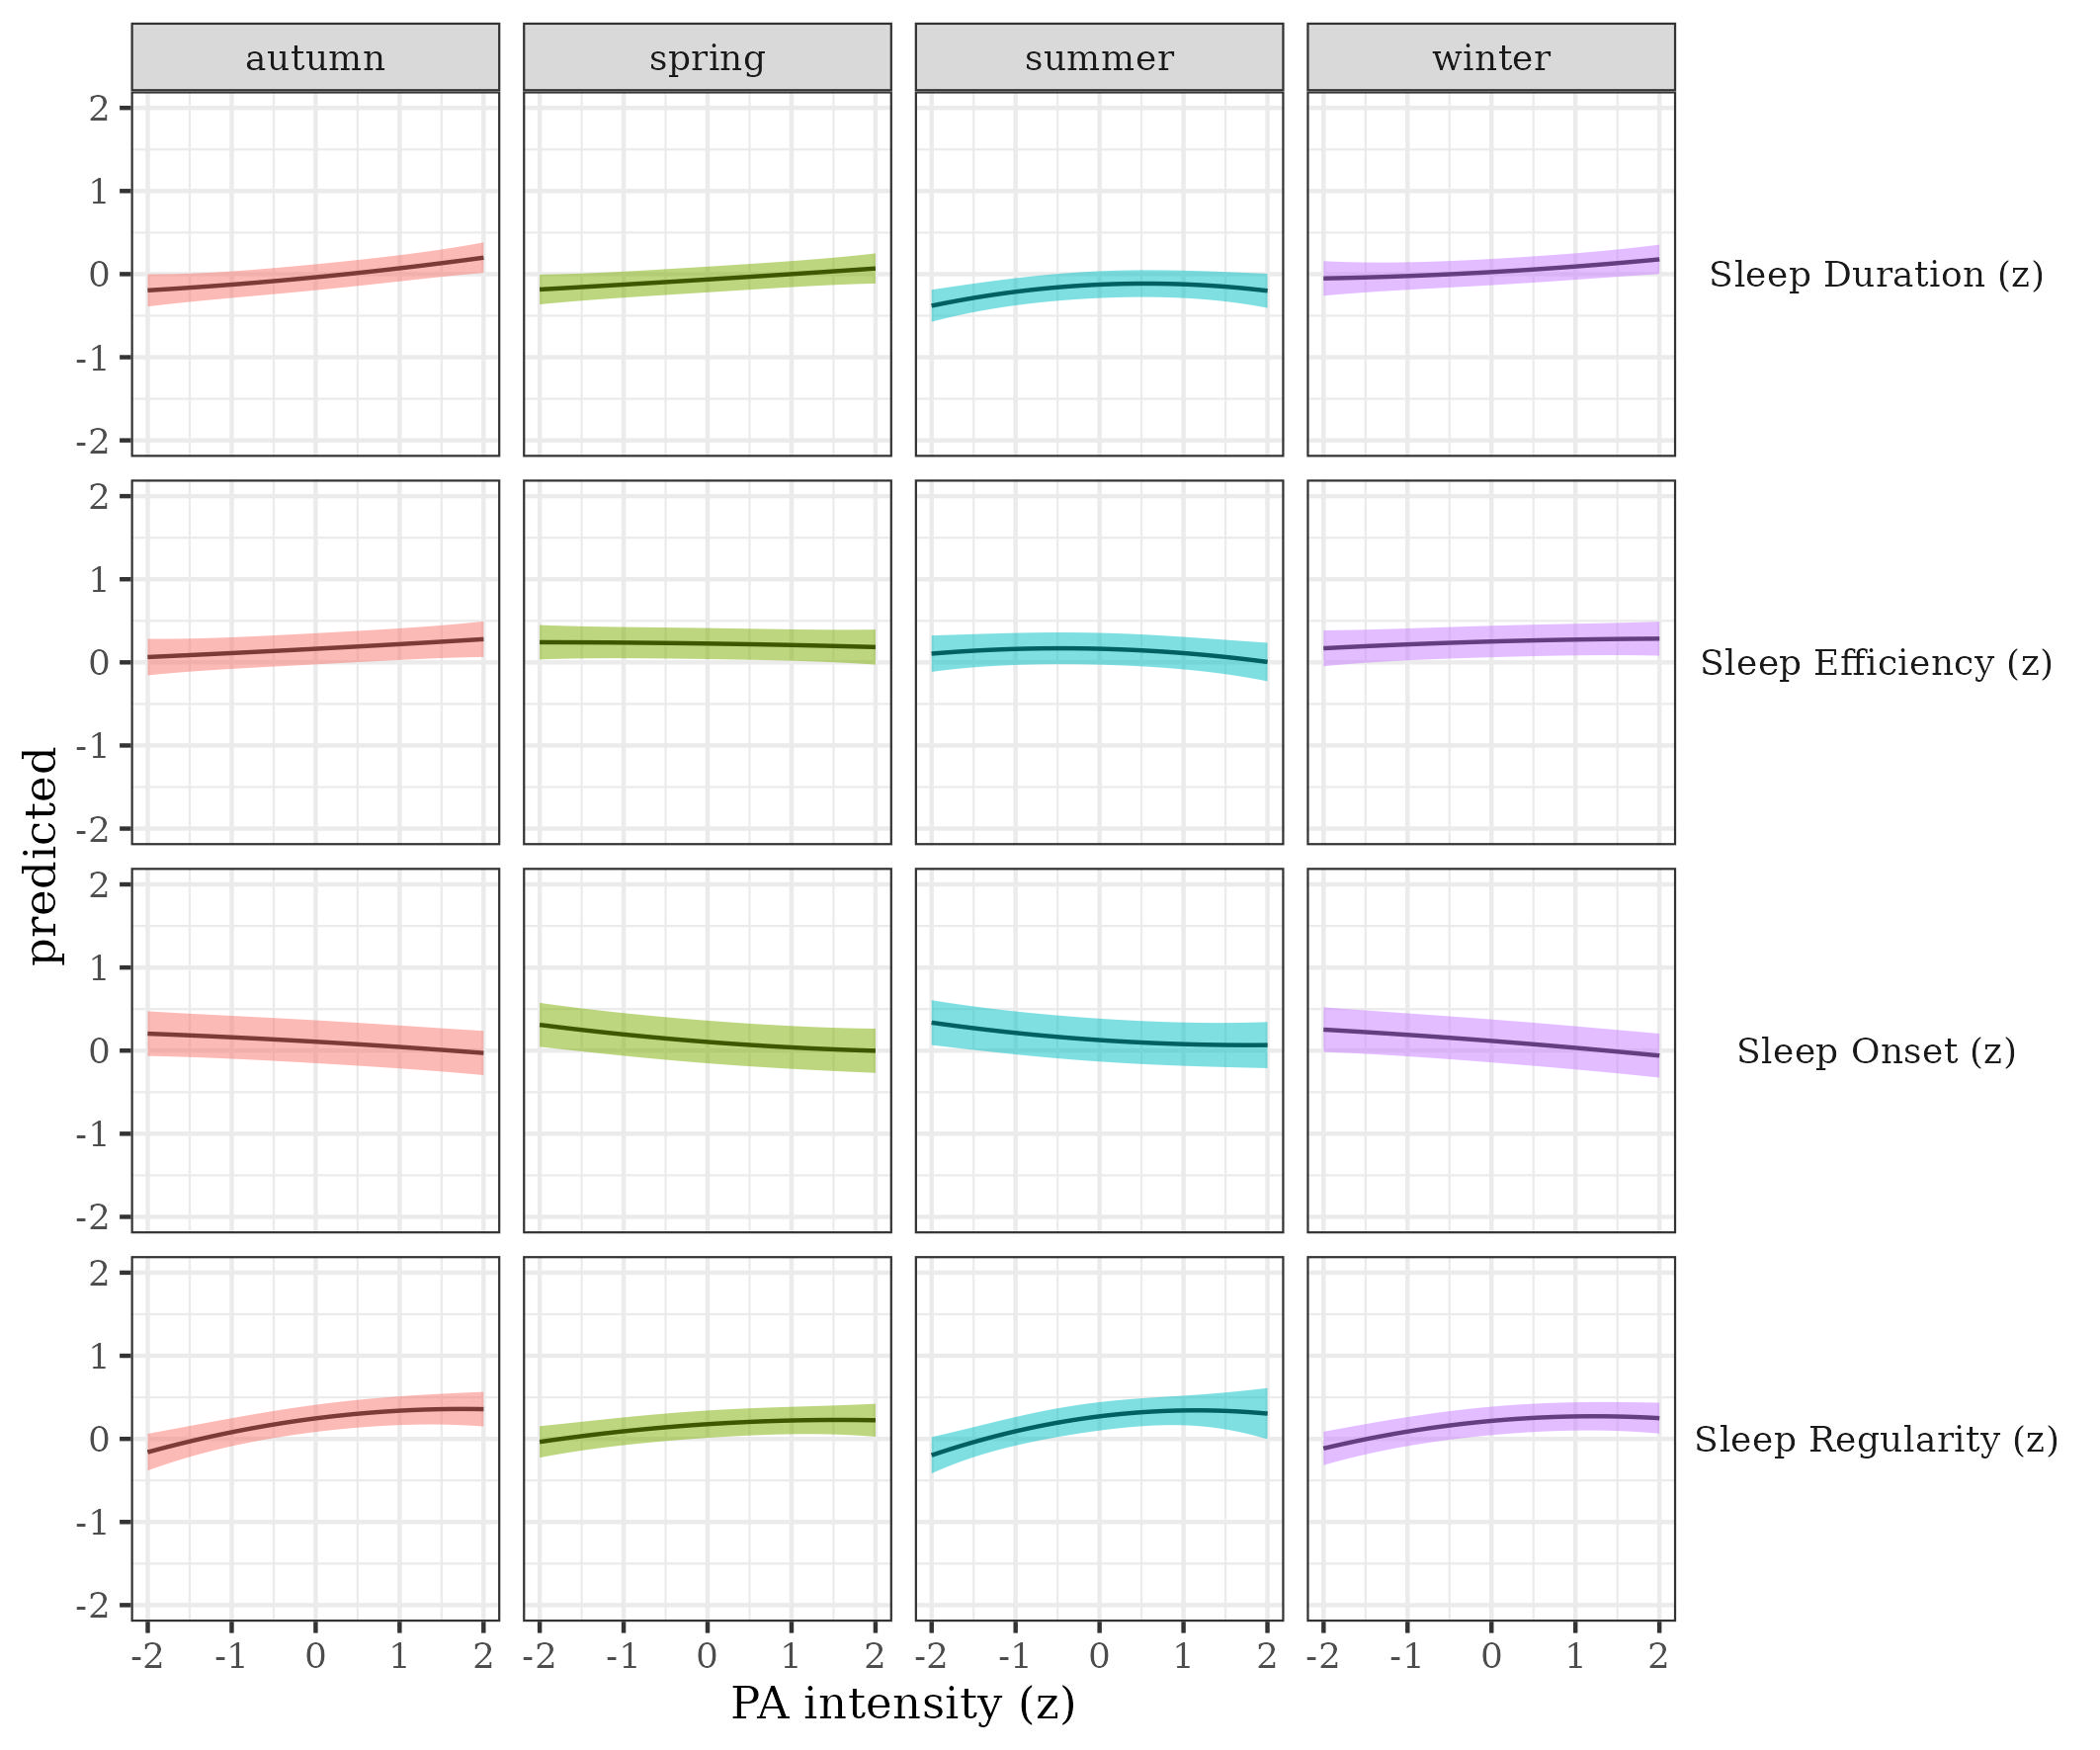 autumn spring summer winter
2
1
0
-1
-2
Sleep Duration (z)
2
1
0
-1
-2
Sleep Efficiency (z)
predicted
2
1
0
-1
-2
Sleep Onset (z)
2
1
0
-1
-2
Sleep Regularity (z)
-2 -1 0 1 2 -2 -1 0 1 2 -2 -1 0 1 2 -2 -1 0 1 2
PA intensity (z)